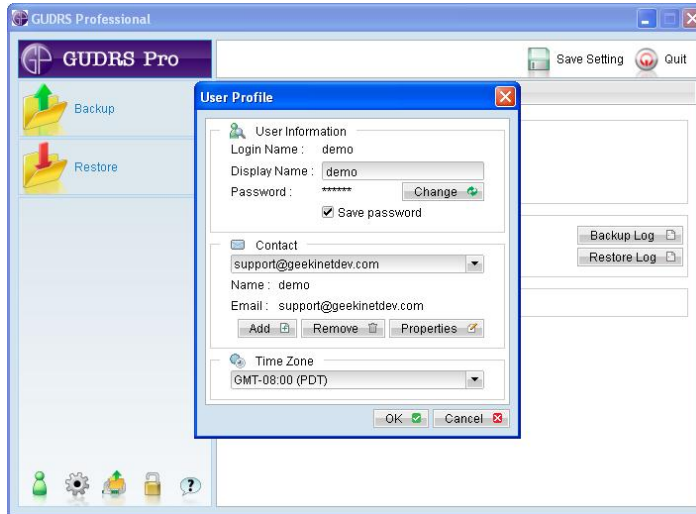 GUDRS Professional
GUDRS Pro
Save Setting
Quit
Backup
Restore
Backup Log
Restore Log
User Profile
User Information
Login Name : demo
Display Name : demo
Password : ******
Change
Save password
Contact
support@geekinetdev.com
Name : demo
Email : support@geekinetdev.com
Add
Remove
Properties
Time Zone
GMT-08:00 (PDT)
OK
Cancel